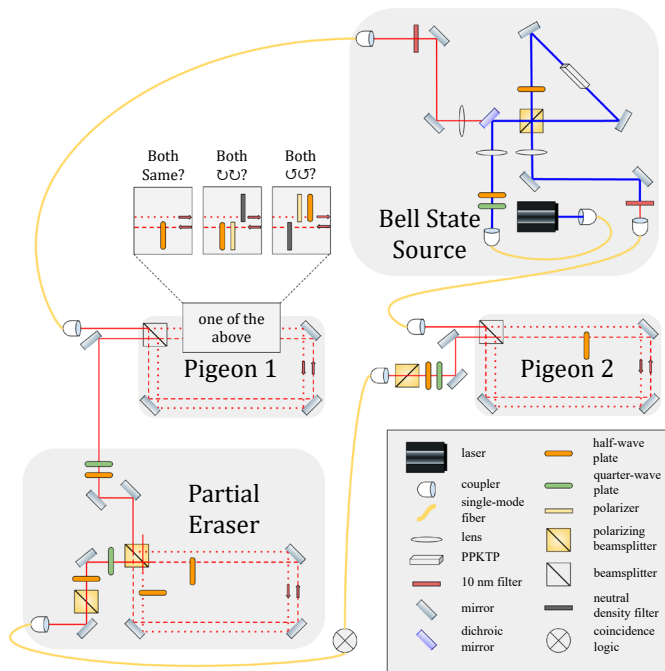 Both
Same?
Both
↻↻?
Both
↺↺?
Bell State
Source
one of the
above
Pigeon 1
Pigeon 2
Partial
Eraser
laser
coupler
single-mode
fiber
lens
PPKTP
10 nm filter
mirror
dichroic
mirror
half-wave
plate
quarter-wave
plate
polarizer
polarizing
beamsplitter
beamsplitter
neutral
density filter
coincidence
logic